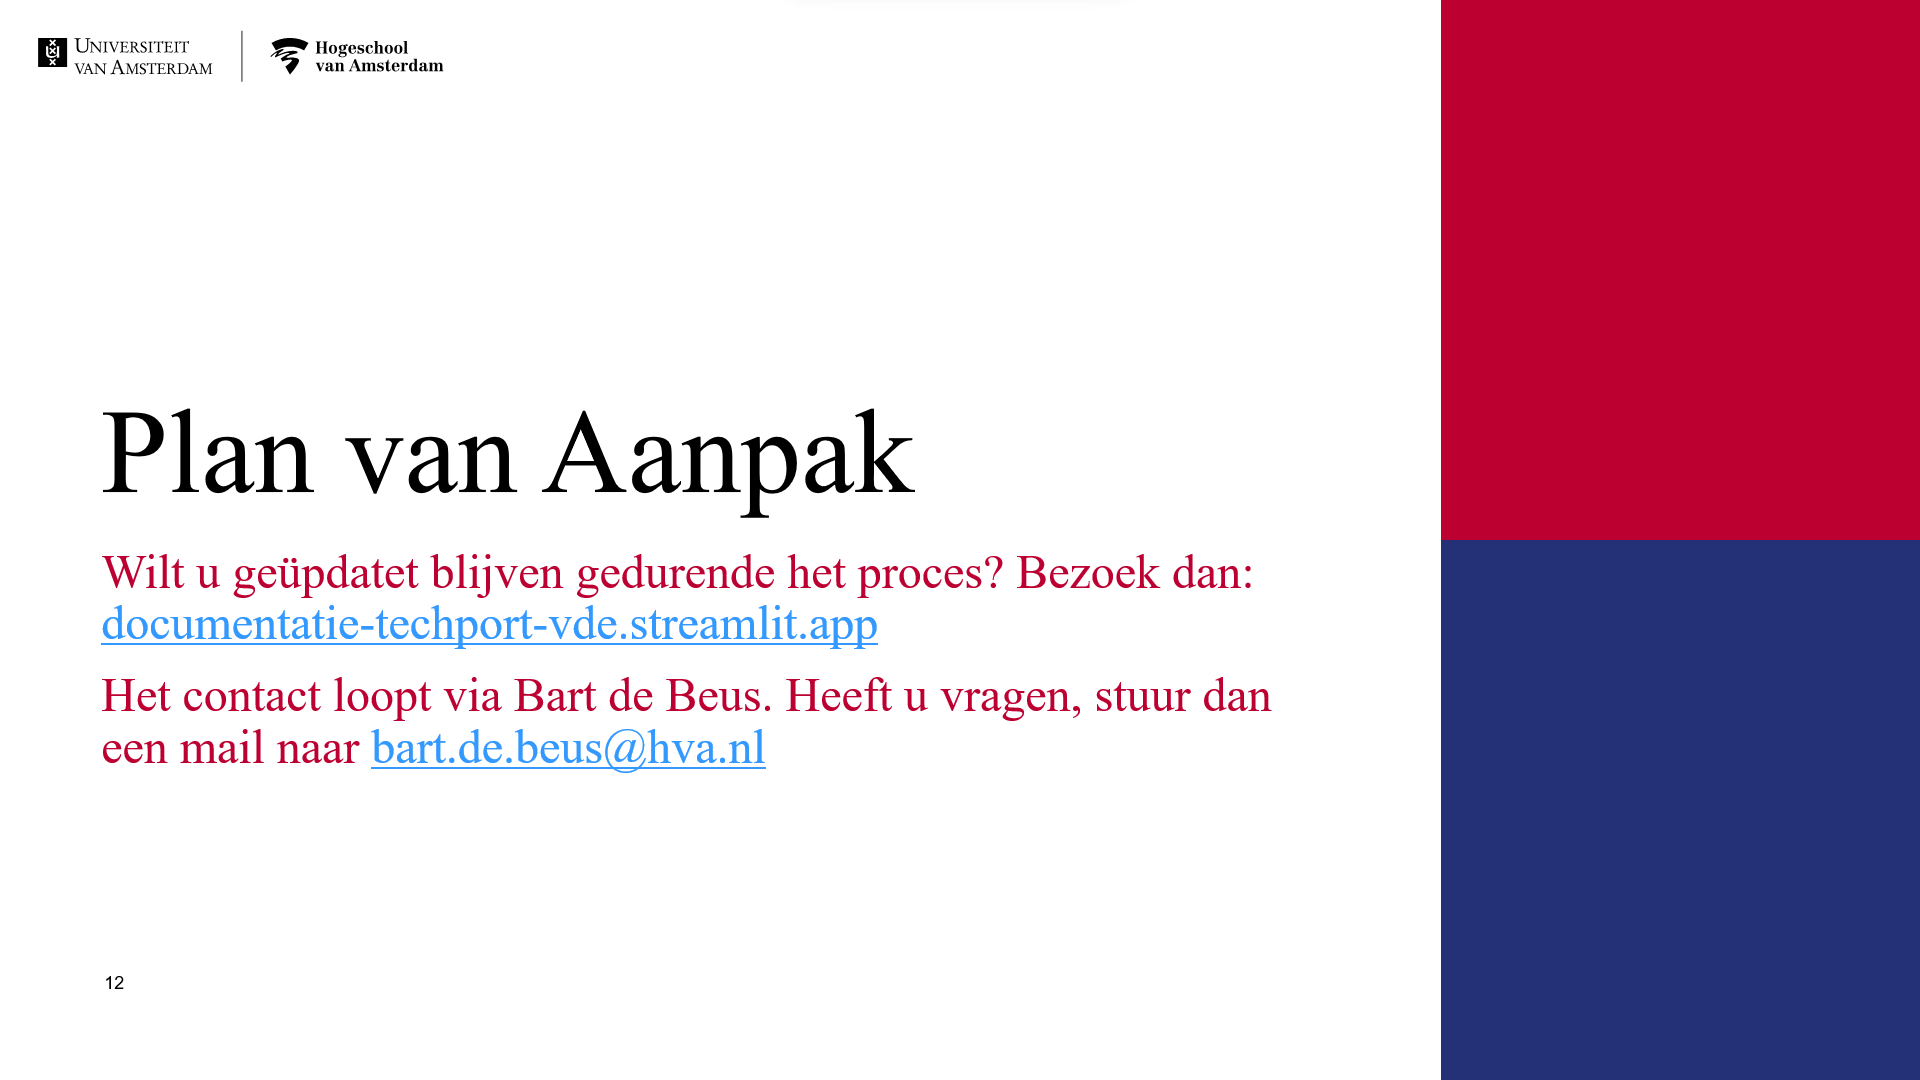 UNIVERSITEIT
VAN AMSTERDAM
Hogeschool
van Amsterdam
Plan van Aanpak
Wilt u geüpdatet blijven gedurende het proces? Bezoek dan:
documentatie-techport-vde.streamlit.app
Het contact loopt via Bart de Beus. Heeft u vragen, stuur dan
een mail naar bart.de.beus@hva.nl
12